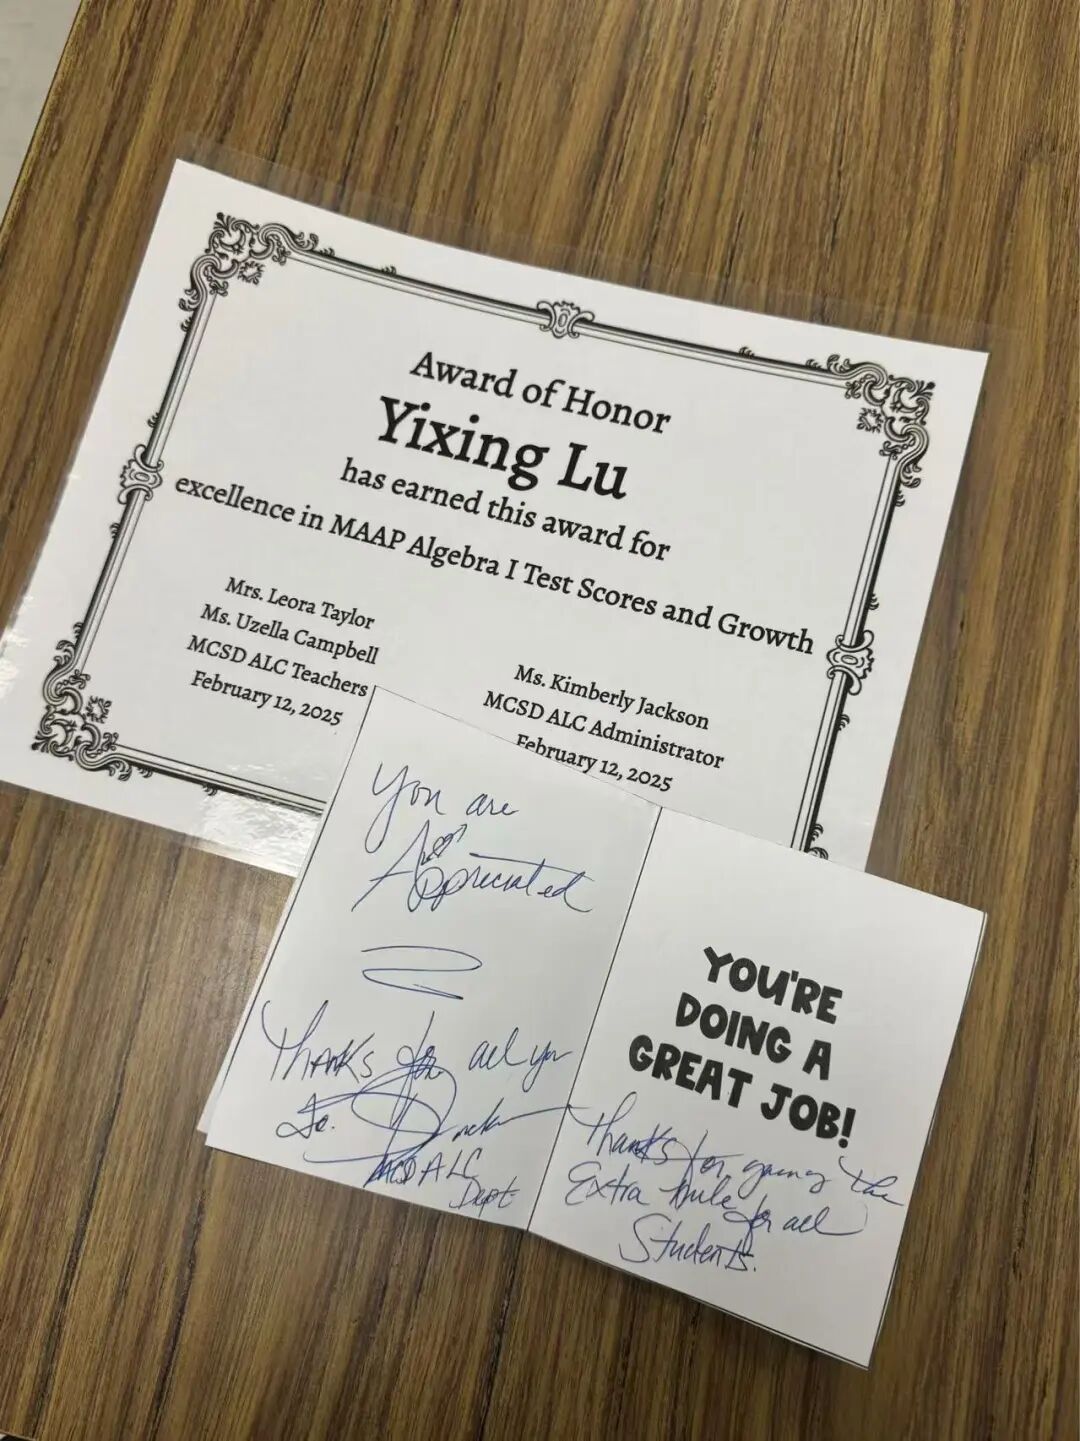 Award of Honor
Yixing Lu
has earned this award for
excellence in MAAP Algebra I Test Scores and Growth
Mrs. Leora Taylor
Ms. Uzella Campbell
MCSD ALC Teachers
February 12, 2025
Ms. Kimberly Jackson
MCSD ALC Administrator
February 12, 2025
You are
Appreciated
Thanks for all you
do.
MCSD ALC
Dept
YOU'RE
DOING A
GREAT JOB!
Thanks for going the
Extra mile for all
Students.